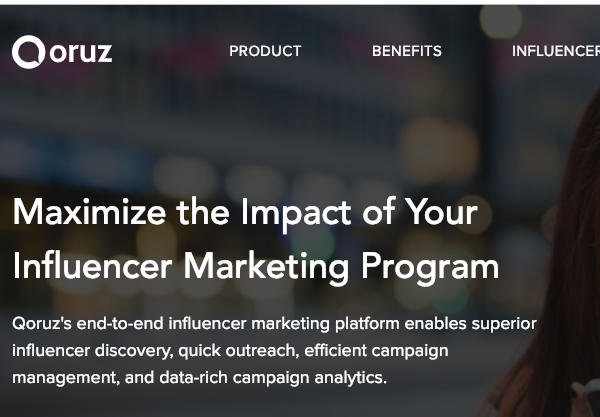 Qoruz
PRODUCT BENEFITS INFLUENCER
Maximize the Impact of Your
Influencer Marketing Program
Qoruz's end-to-end influencer marketing platform enables superior
influencer discovery, quick outreach, efficient campaign
management, and data-rich campaign analytics.